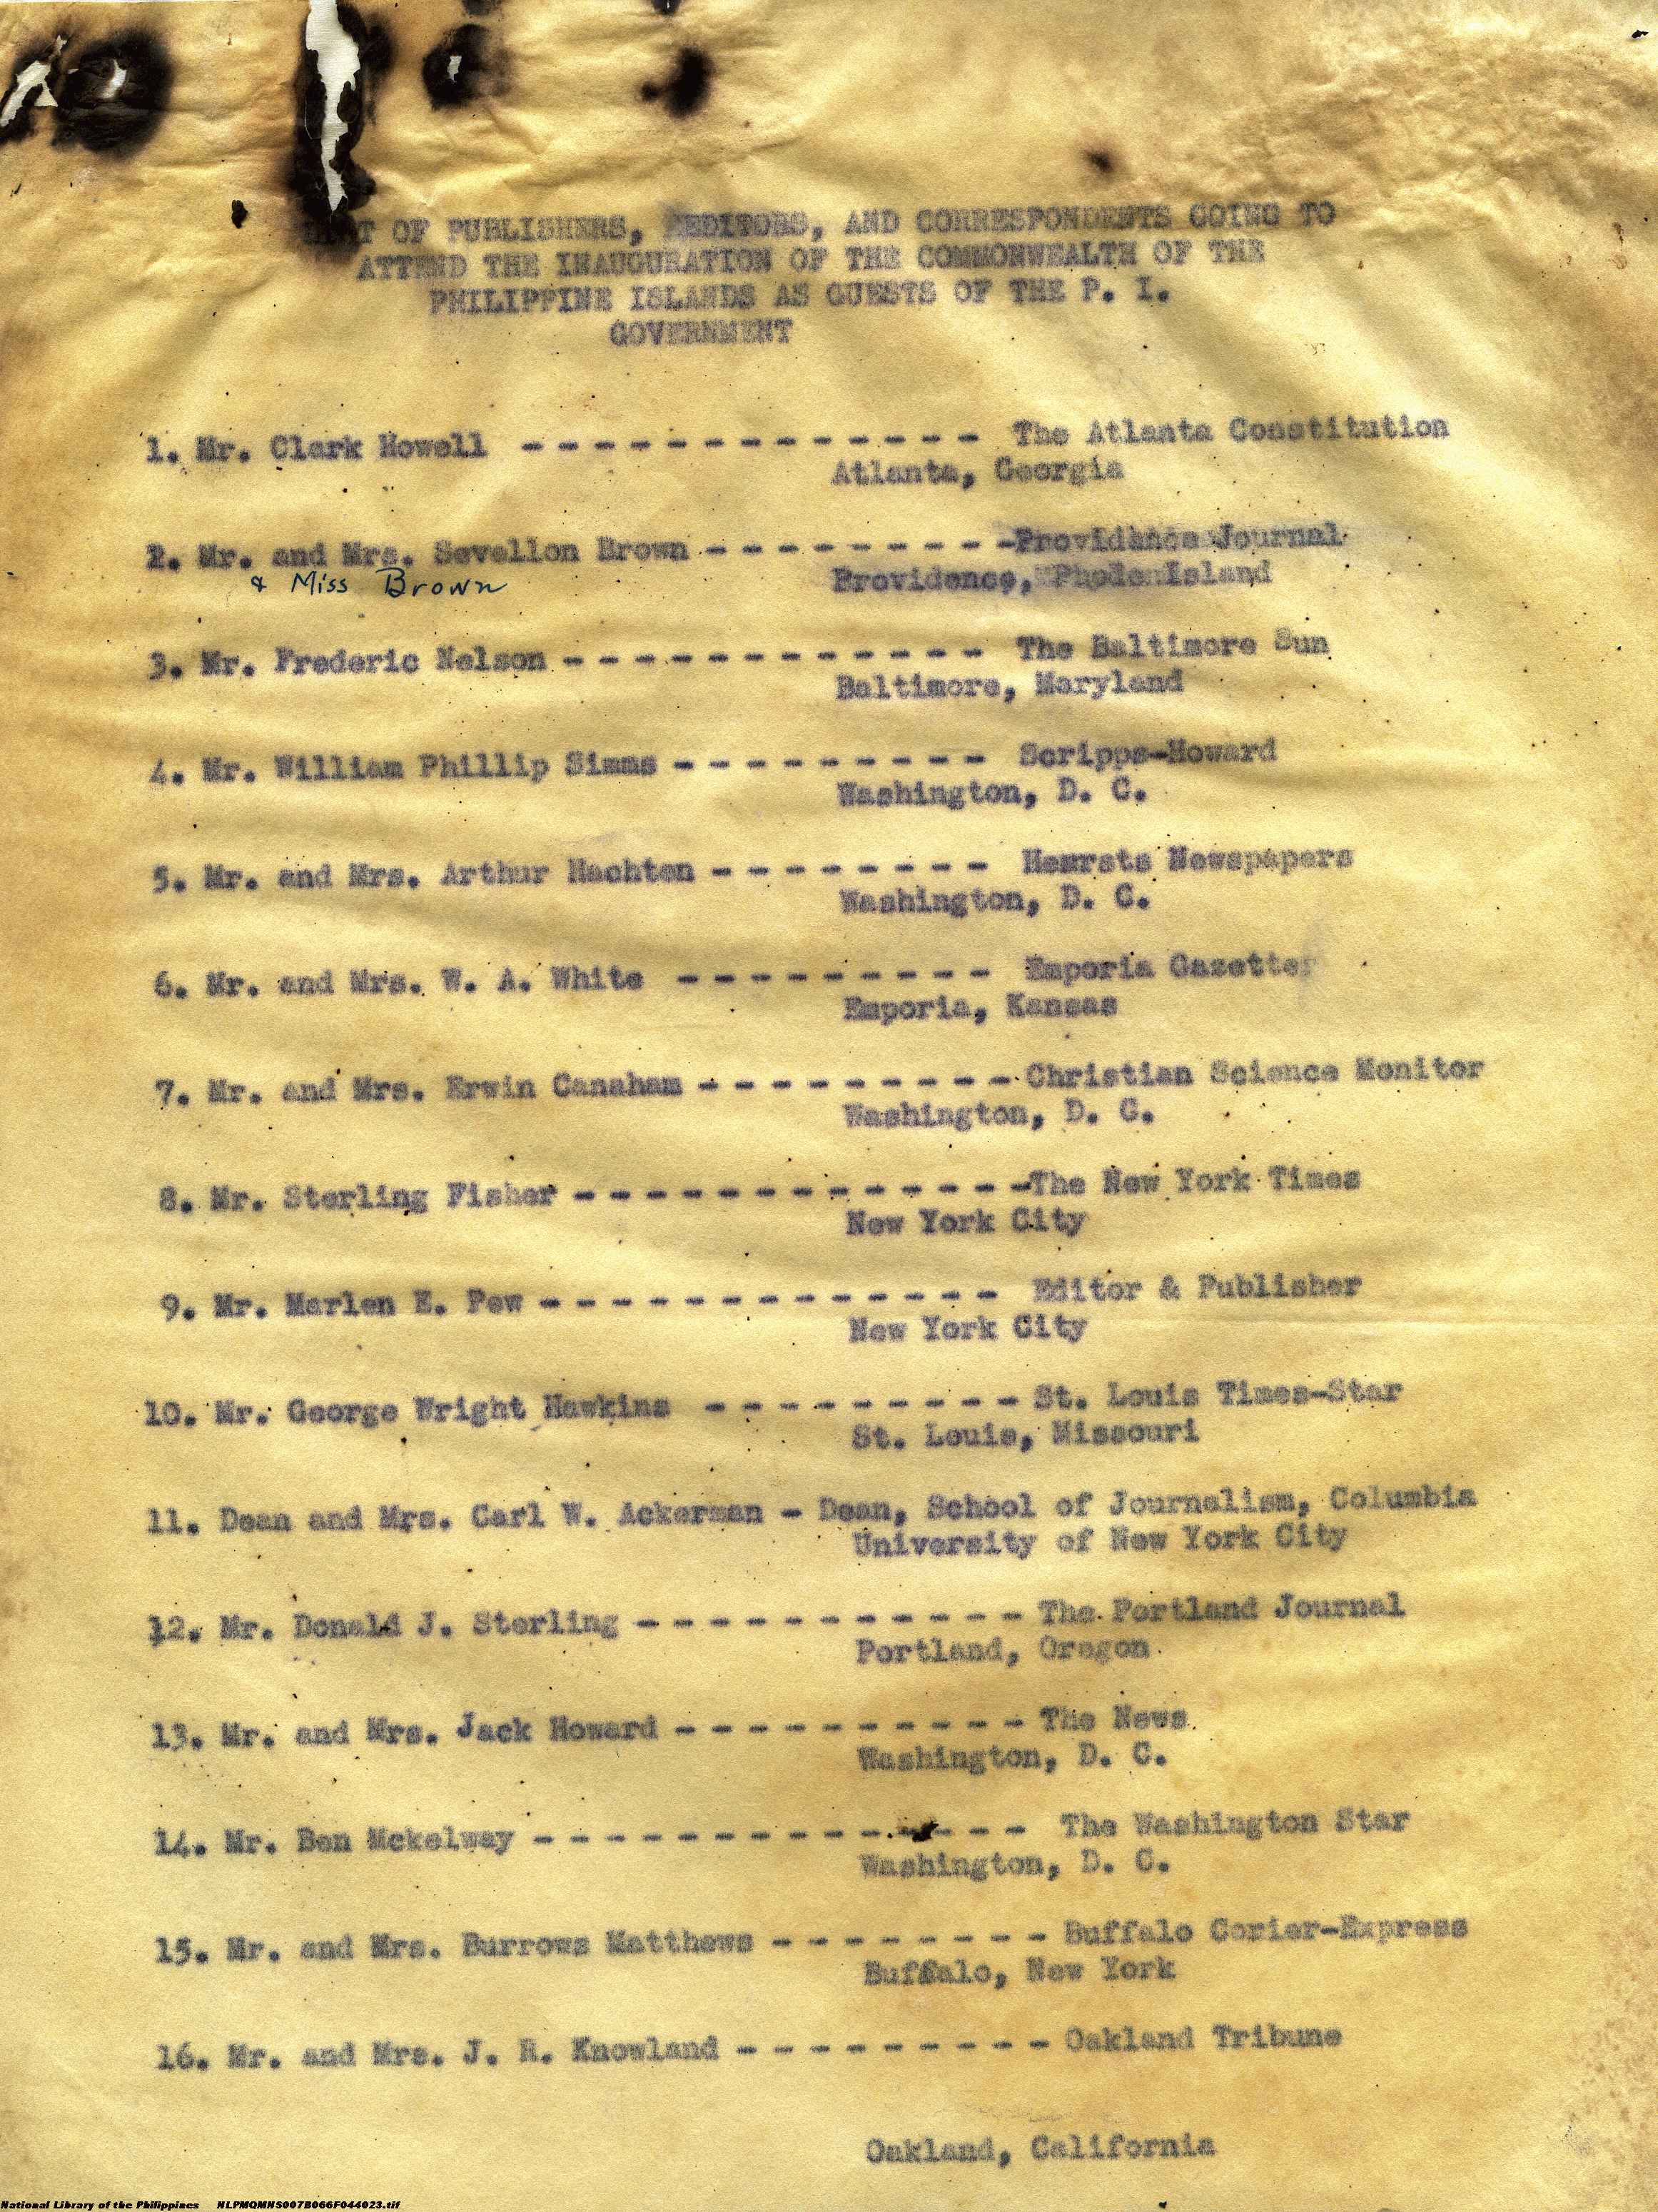 LIST OF PUBLISHERS, EDITORS, AND CORRESPONDENTS GOING TO
ATTEND THE INAUGURATION OF THE COMMONWEALTH OF THE
PHILIPPINE ISLANDS AS GUESTS OF THE P. I.
GOVERNMENT
1. Mr. Clark Howell - - - - - - - - - - - - - The Atlanta Constitution
Atlanta, Georgia
2. Mr. and Mrs. Sevellon Brown - - - - - - - - -Providence Journal
& Miss Brown
Providence, Rhode Island
3. Mr. Frederic Nelson - - - - - - - - - - - - The Baltimore Sun
Baltimore, Maryland
4. Mr. William Phillip Simms - - - - - - - - - Scripps-Howard
Washington, D. C.
5. Mr. and Mrs. Arthur Hachten - - - - - - - - Hearsts Newspapers
Washington, D. C.
6. Mr. and Mrs. W. A. White - - - - - - - - - Emporia Gazette
Emporia, Kansas
7. Mr. and Mrs. Erwin Canaham - - - - - - - - - Christian Science Monitor
Washington, D. C.
8. Mr. Sterling Fisher - - - - - - - - - - - - -The New York Times
New York City
9. Mr. Marlen E. Pew - - - - - - - - - - - - - Editor & Publisher
New York City
10. Mr. George Wright Hawkins - - - - - - - - - St. Louis Times-Star
St. Louis, Missouri
11. Dean and Mrs. Carl W. Ackerman - Dean, School of Journalism, Columbia
University of New York City
12. Mr. Donald J. Sterling - - - - - - - - - - - The Portland Journal
Portland, Oregon
13. Mr. and Mrs. Jack Howard - - - - - - - - - - The News
Washington, D. C.
14. Mr. Ben Mckelway - - - - - - - - - - - - - - The Washington Star
Washington, D. C.
15. Mr. and Mrs. Burrows Matthews - - - - - - - - Buffalo Corier-Express
Buffalo, New York
16. Mr. and Mrs. J. R. Knowland - - - - - - - - - Oakland Tribune
Oakland, California
National Library of the Philippines NLPMQMNS007B066F044023.tif